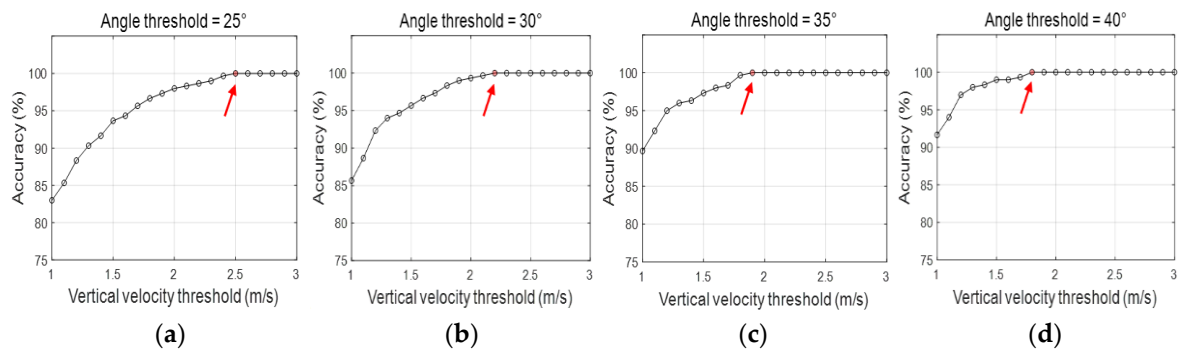 Angle threshold = 25°
100
95
90
85
80
75
1
1.5
2
2.5
3
Accuracy (%)
Vertical velocity threshold (m/s)
(a)
Angle threshold = 30°
100
95
90
85
80
75
1
1.5
2
2.5
3
Accuracy (%)
Vertical velocity threshold (m/s)
(b)
Angle threshold = 35°
100
95
90
85
80
75
1
1.5
2
2.5
3
Accuracy (%)
Vertical velocity threshold (m/s)
(c)
Angle threshold = 40°
100
95
90
85
80
75
1
1.5
2
2.5
3
Accuracy (%)
Vertical velocity threshold (m/s)
(d)